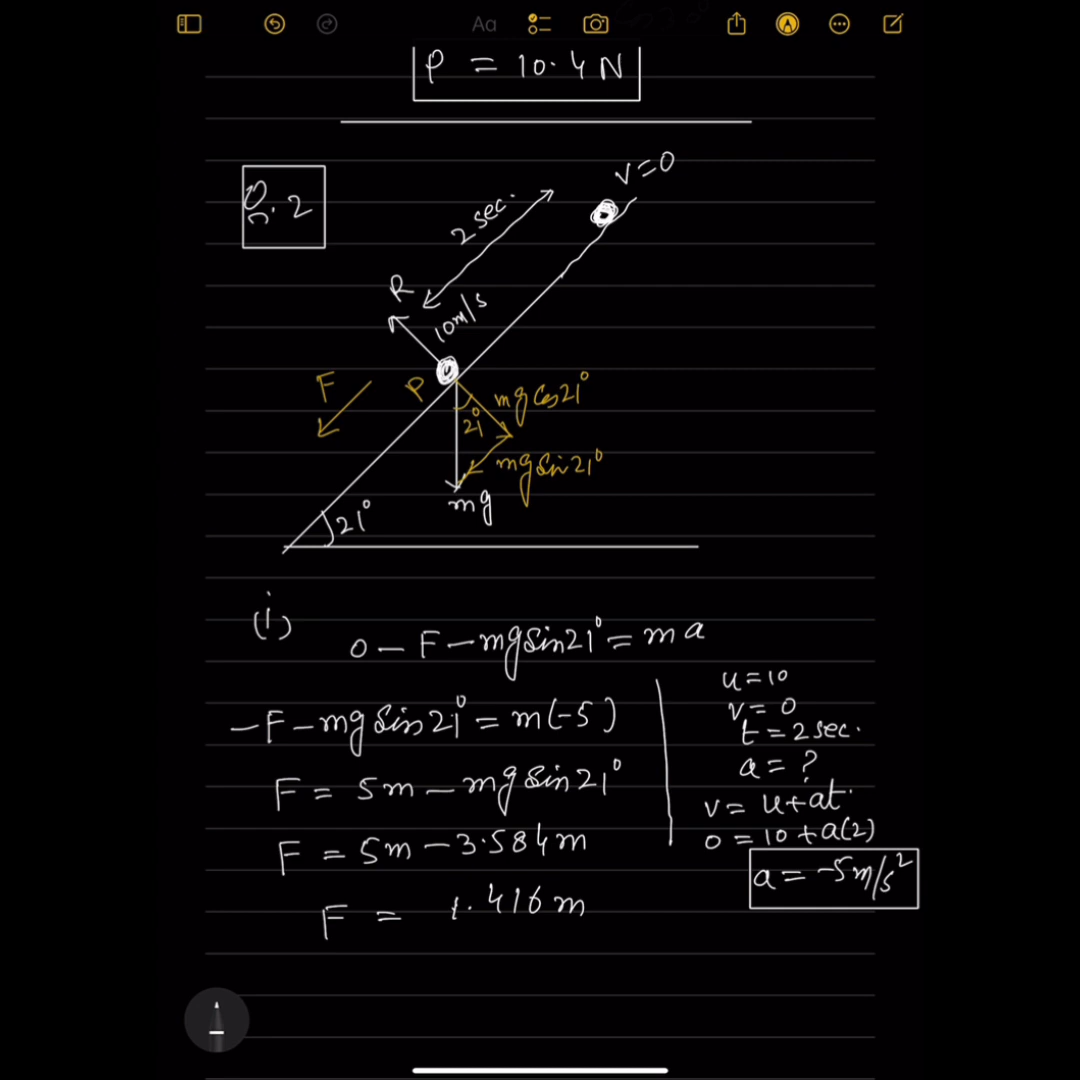 Aa
P = 10.4 N
Q.2
v=0
2 sec.
R
10m/s
F
P
mg Cos 21°
21°
mg Sin 21°
mg
21°
(i)
0 - F - mg Sin 21° = ma
- F - mg Sin 21° = m(-5)
F = 5m - mg Sin 21°
F = 5m - 3.584m
F = 1.416 m
u = 10
v = 0
t = 2 sec.
a = ?
v = u + at.
0 = 10 + a(2)
a = -5 m/s²